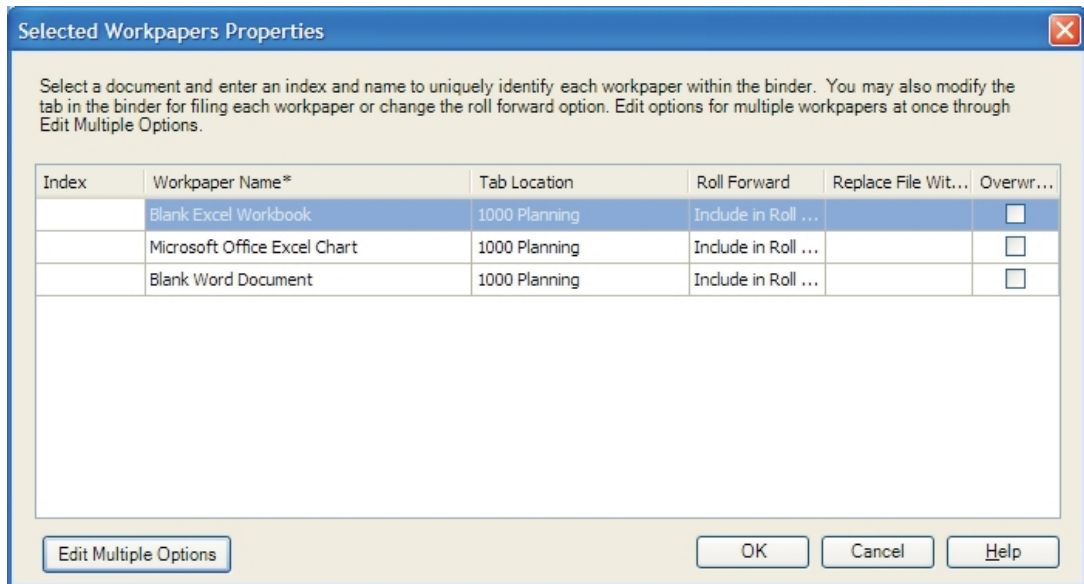 Selected Workpapers Properties
Select a document and enter an index and name to uniquely identify each workpaper within the binder. You may also modify the
tab in the binder for filing each workpaper or change the roll forward option. Edit options for multiple workpapers at once through
Edit Multiple Options.
Index Workpaper Name* Tab Location Roll Forward Replace File Wit... Overwr...
Blank Excel Workbook 1000 Planning Include in Roll ...
Microsoft Office Excel Chart 1000 Planning Include in Roll ...
Blank Word Document 1000 Planning Include in Roll ...
Edit Multiple Options OK Cancel Help